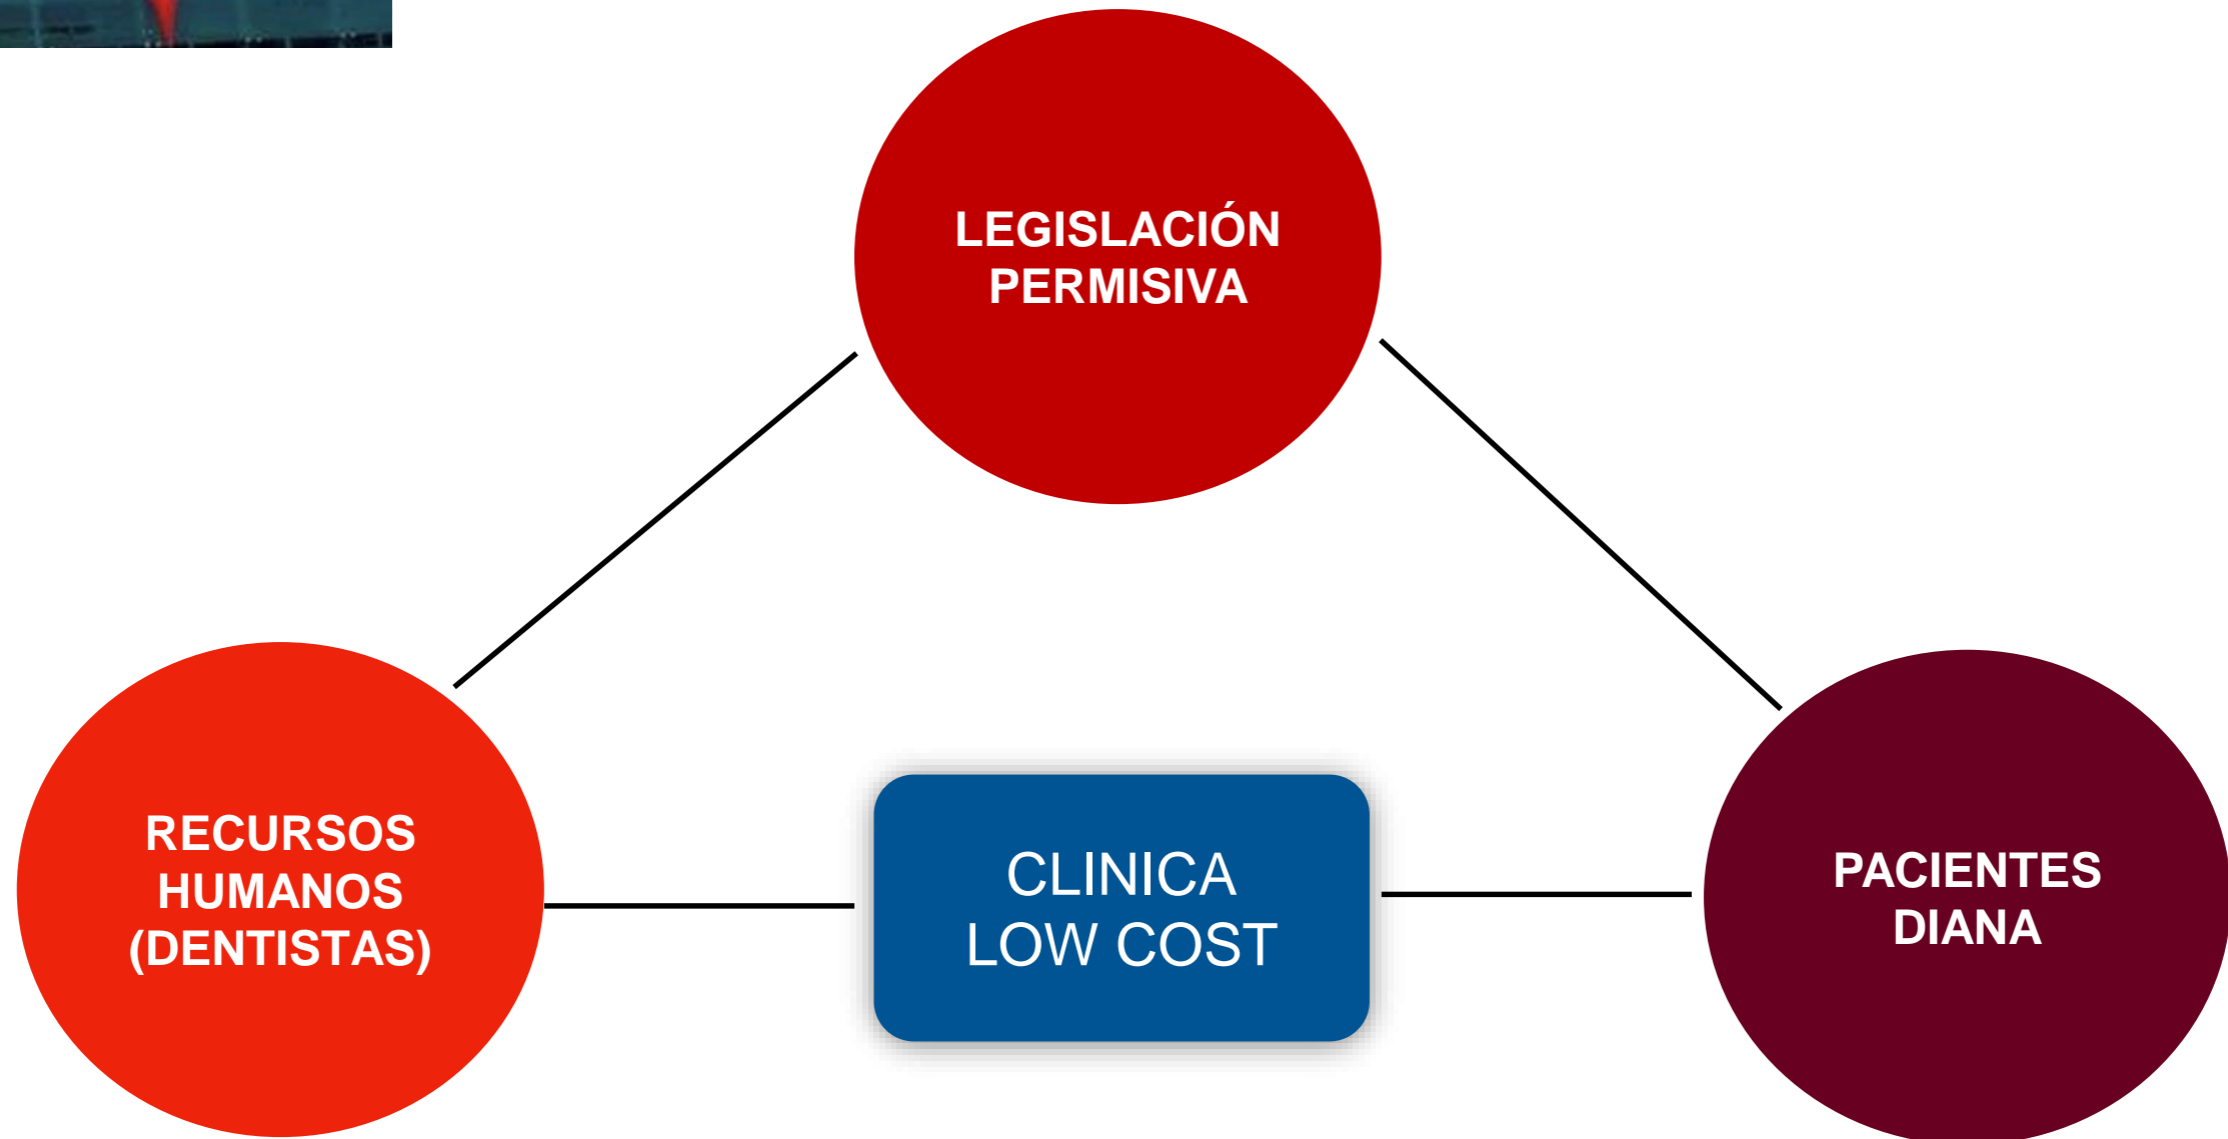 LEGISLACIÓN
PERMISIVA
RECURSOS
HUMANOS
(DENTISTAS)
CLINICA
LOW COST
PACIENTES
DIANA